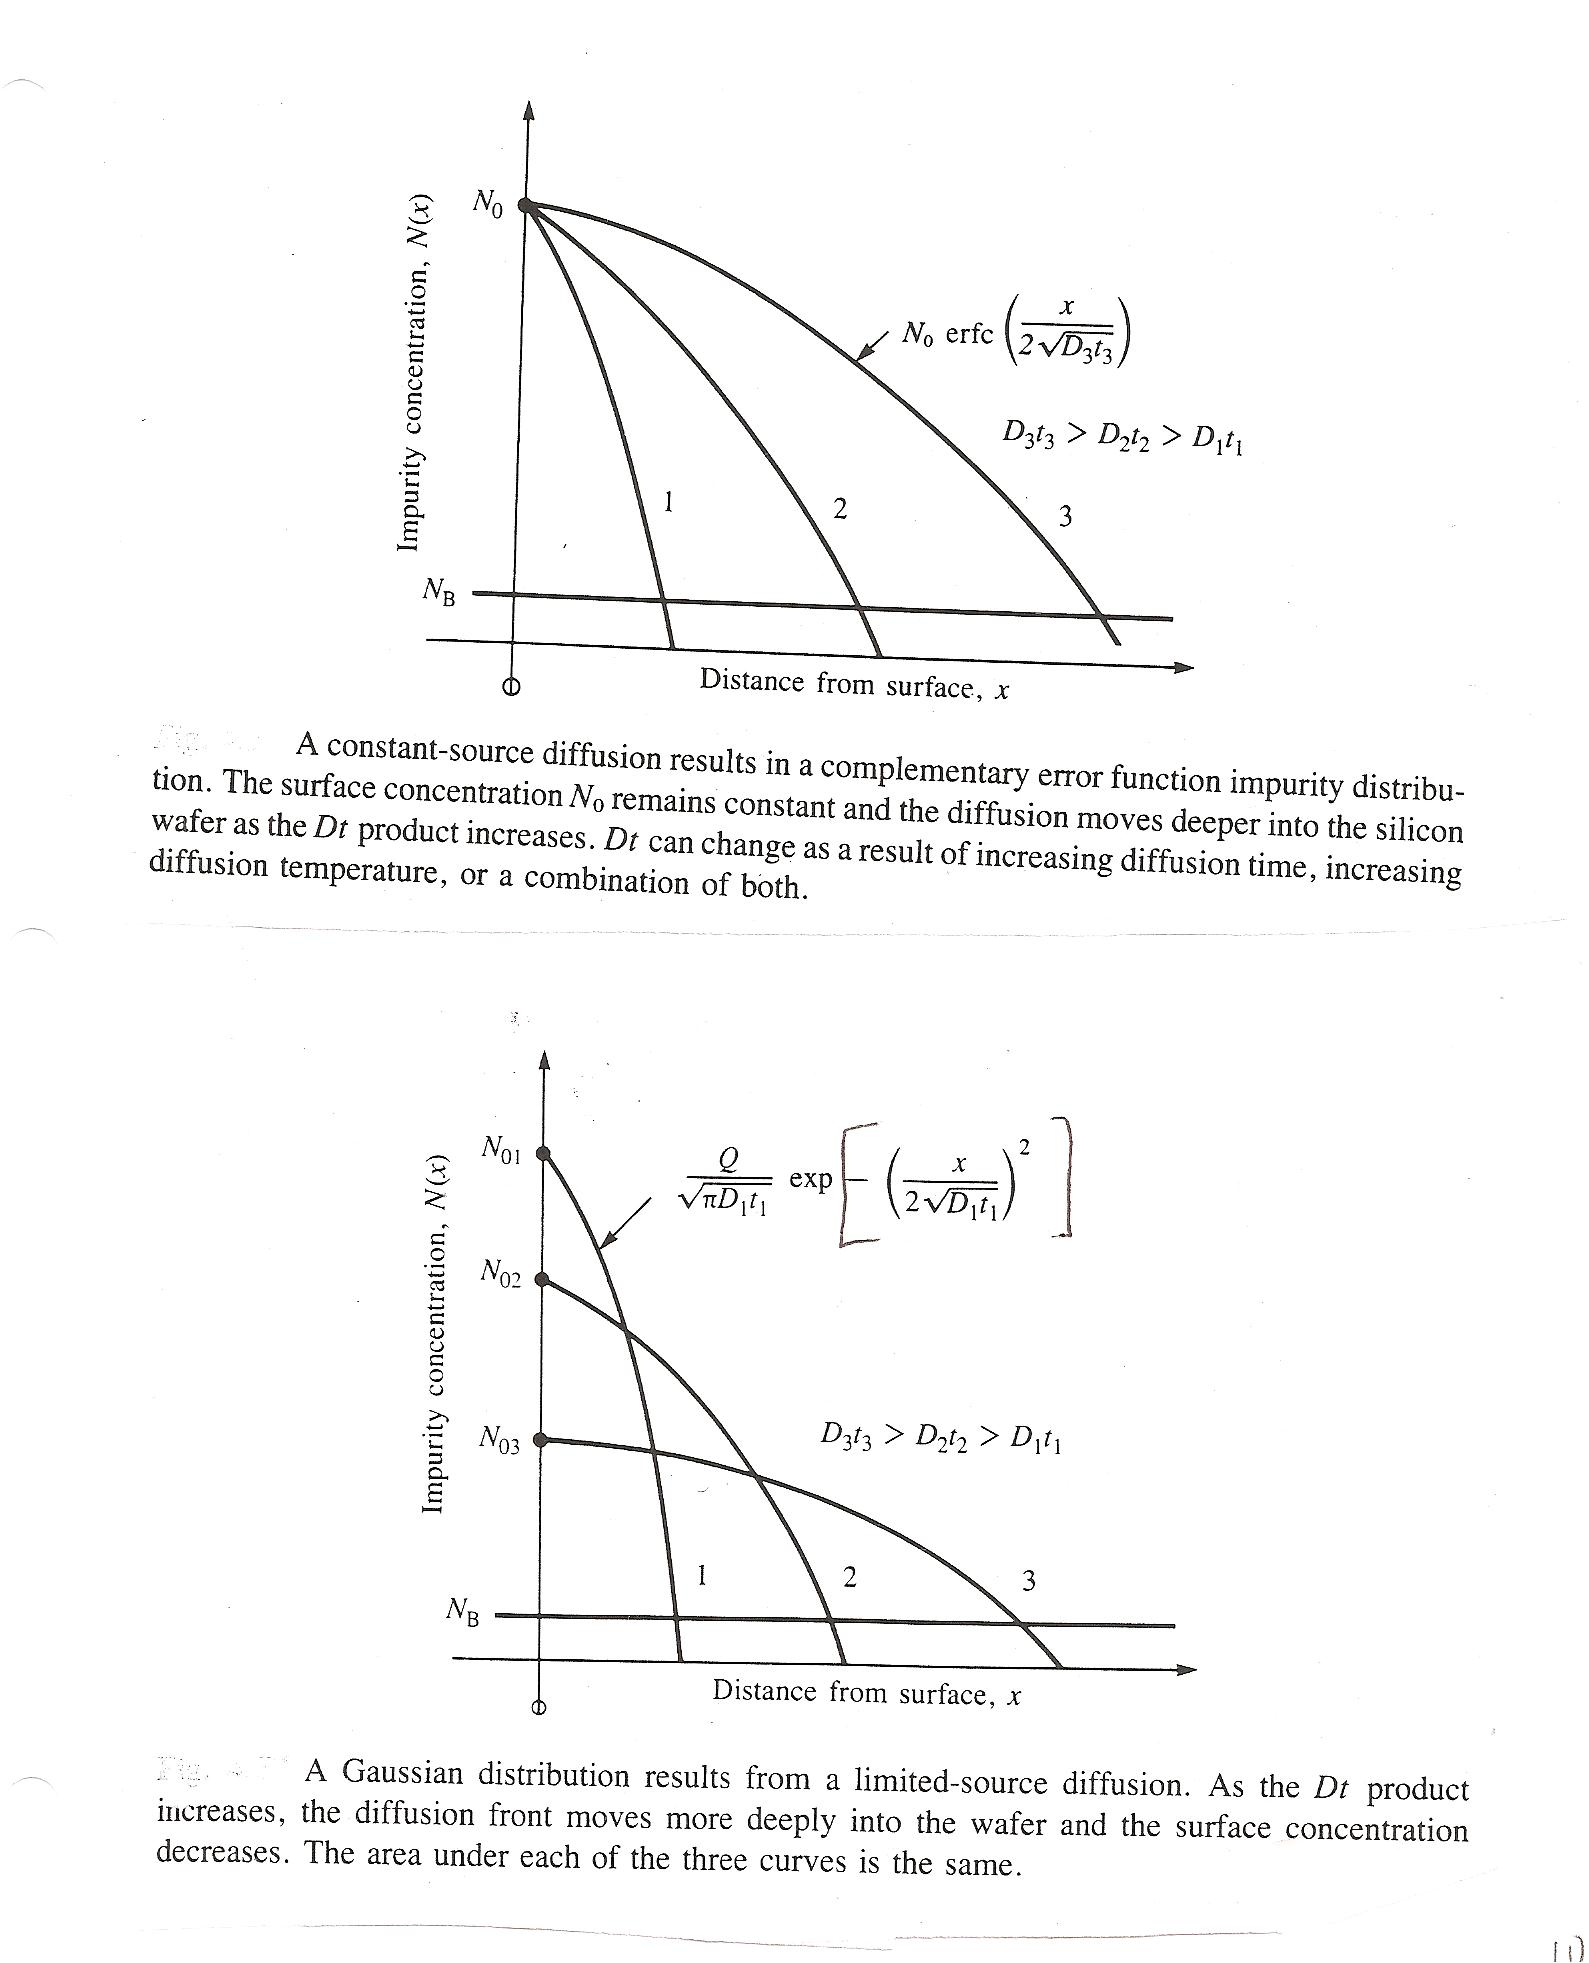 N₀
Impurity concentration, N(x)
N₀ erfc (x / 2√D₃t₃)
D₃t₃ > D₂t₂ > D₁t₁
1
2
3
N_B
Distance from surface, x
Fig. A constant-source diffusion results in a complementary error function impurity distribu-
tion. The surface concentration N₀ remains constant and the diffusion moves deeper into the silicon
wafer as the Dt product increases. Dt can change as a result of increasing diffusion time, increasing
diffusion temperature, or a combination of both.
N₀₁
Q / √πD₁t₁ exp [− (x / 2√D₁t₁)²]
N₀₂
Impurity concentration, N(x)
N₀₃
D₃t₃ > D₂t₂ > D₁t₁
1
2
3
N_B
Distance from surface, x
Fig. A Gaussian distribution results from a limited-source diffusion. As the Dt product
increases, the diffusion front moves more deeply into the wafer and the surface concentration
decreases. The area under each of the three curves is the same.